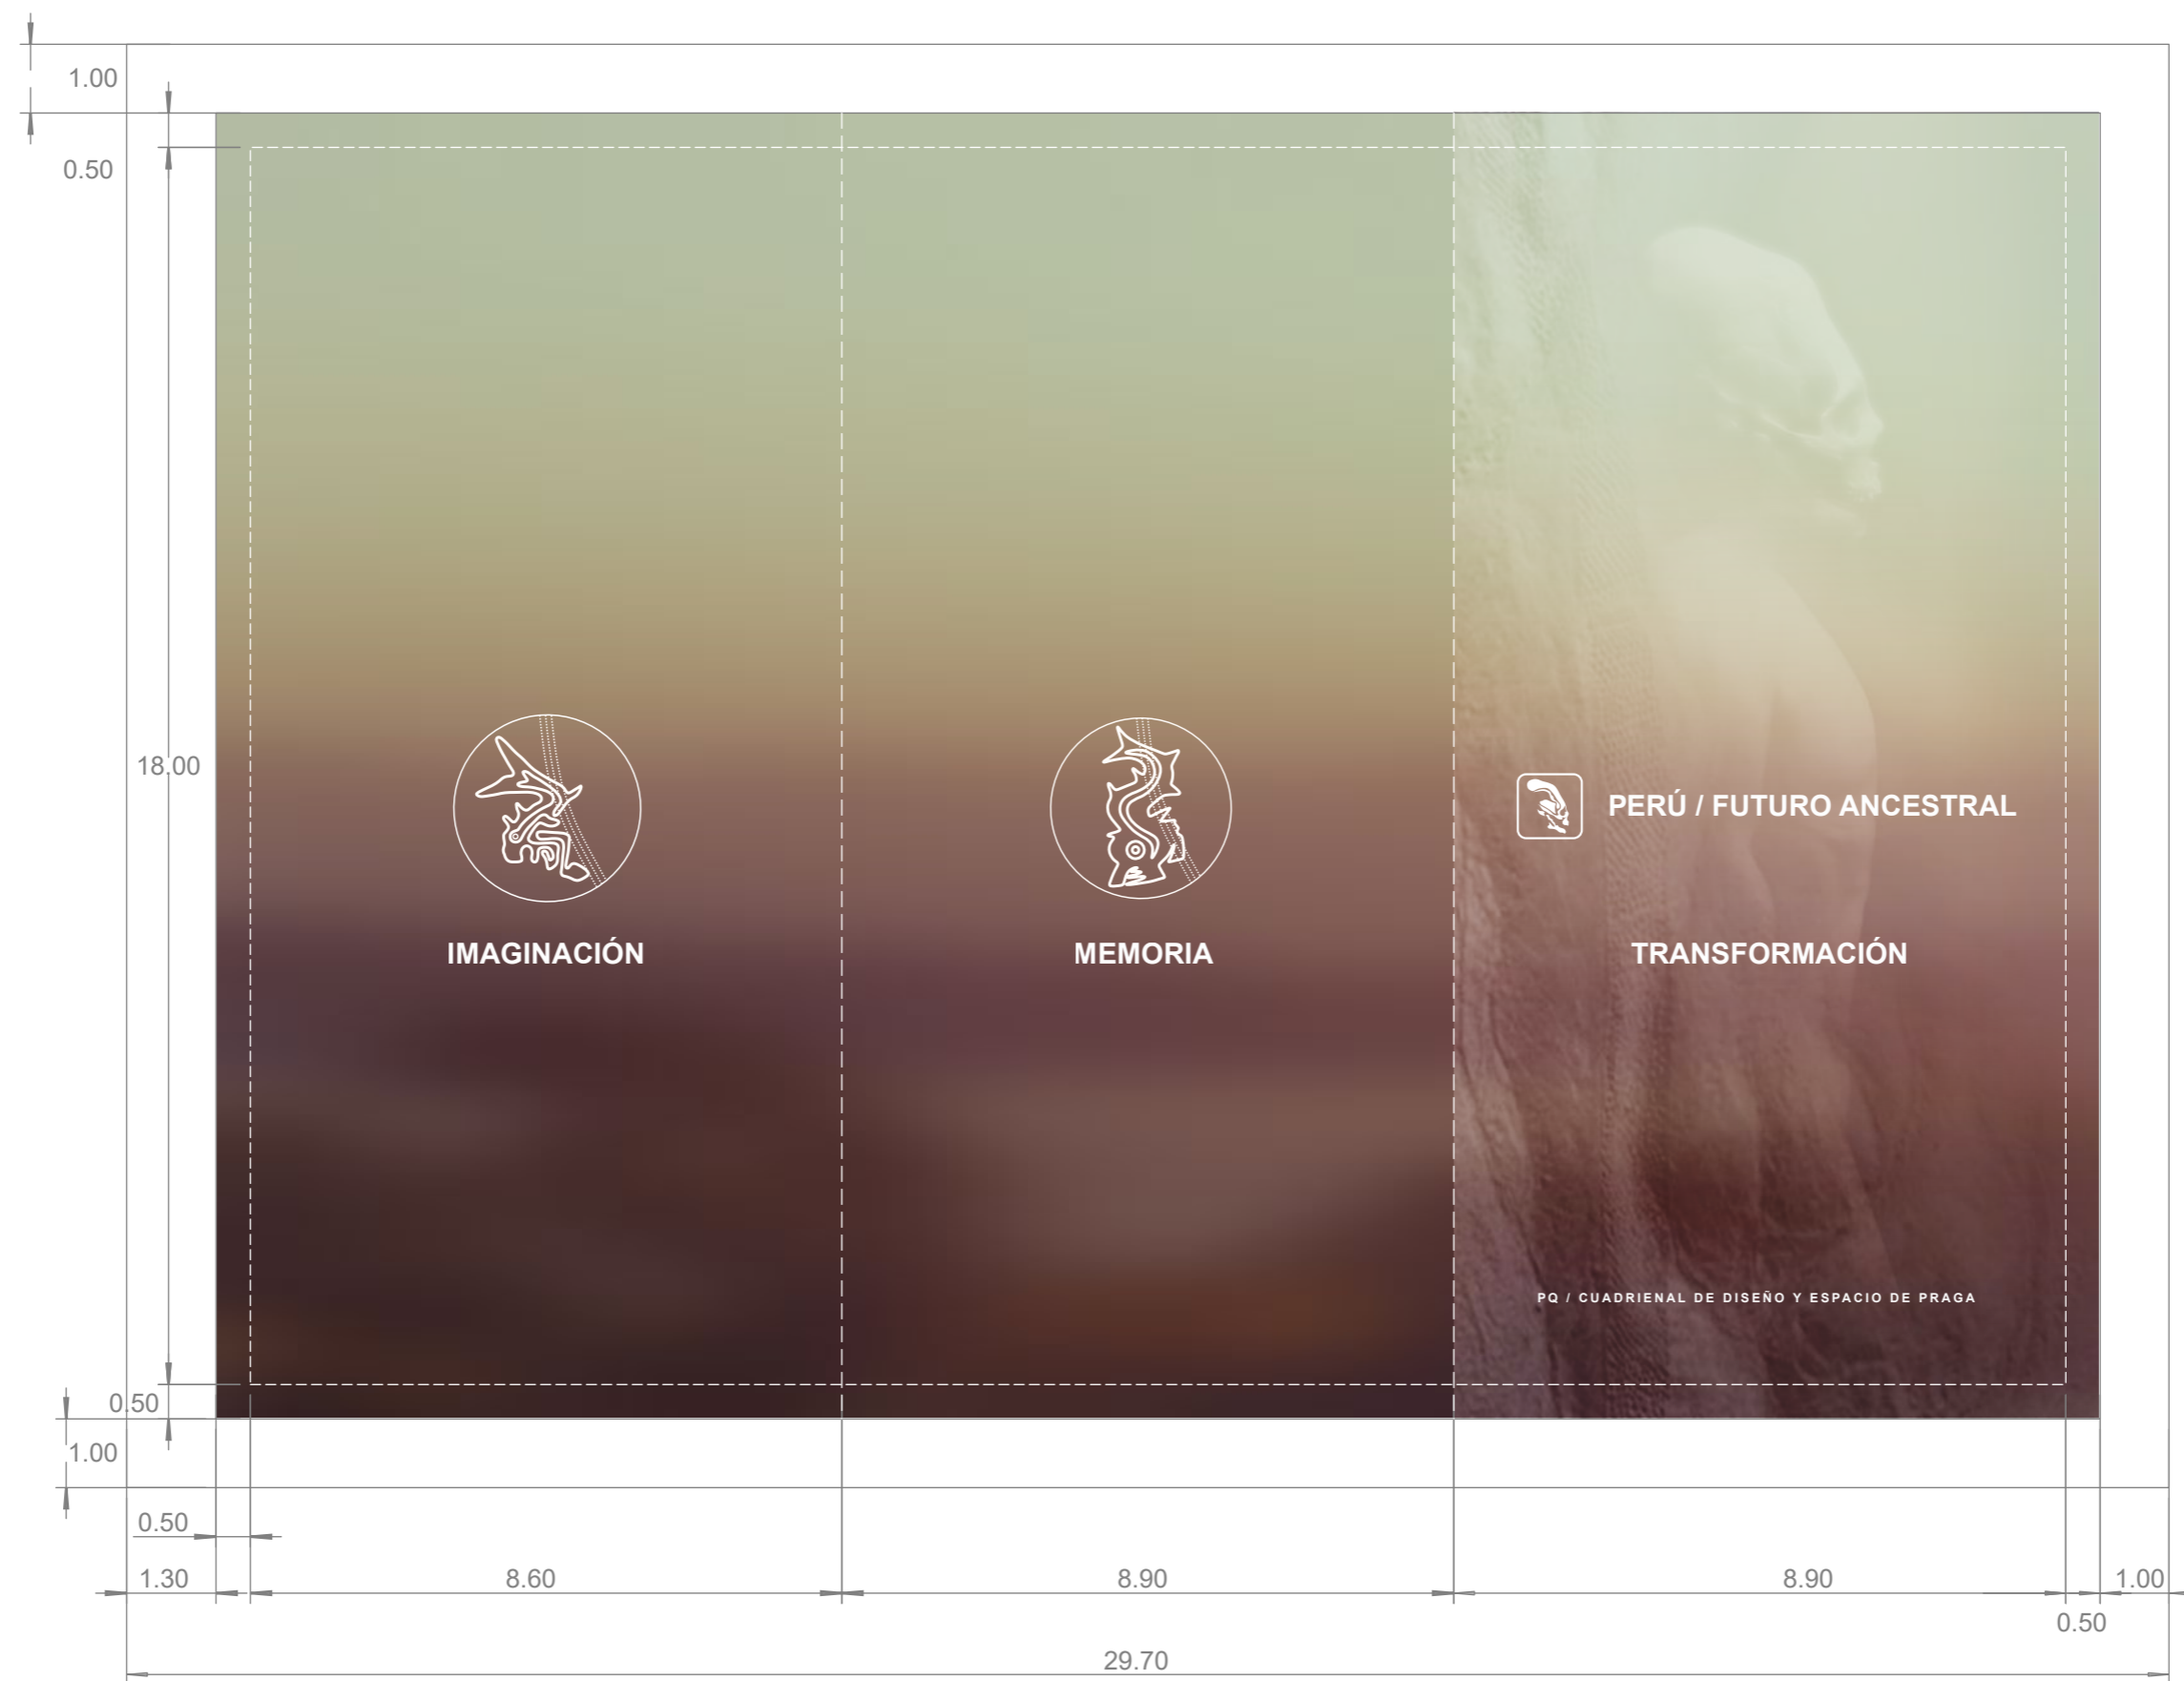 1.00
0.50
18.00
PERÚ / FUTURO ANCESTRAL
IMAGINACIÓN
MEMORIA
TRANSFORMACIÓN
PQ / CUADRIENAL DE DISEÑO Y ESPACIO DE PRAGA
0.50
1.00
0.50
1.30
8.60
8.90
8.90
1.00
0.50
29.70